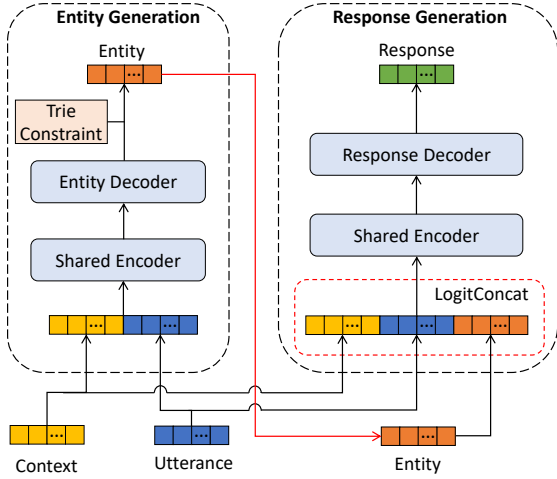 Entity Generation
Entity
...
Trie
Constraint
Entity Decoder
Shared Encoder
... ...
Response Generation
Response
...
Response Decoder
Shared Encoder
LogitConcat
... ... ...
...
Context
...
Utterance
...
Entity